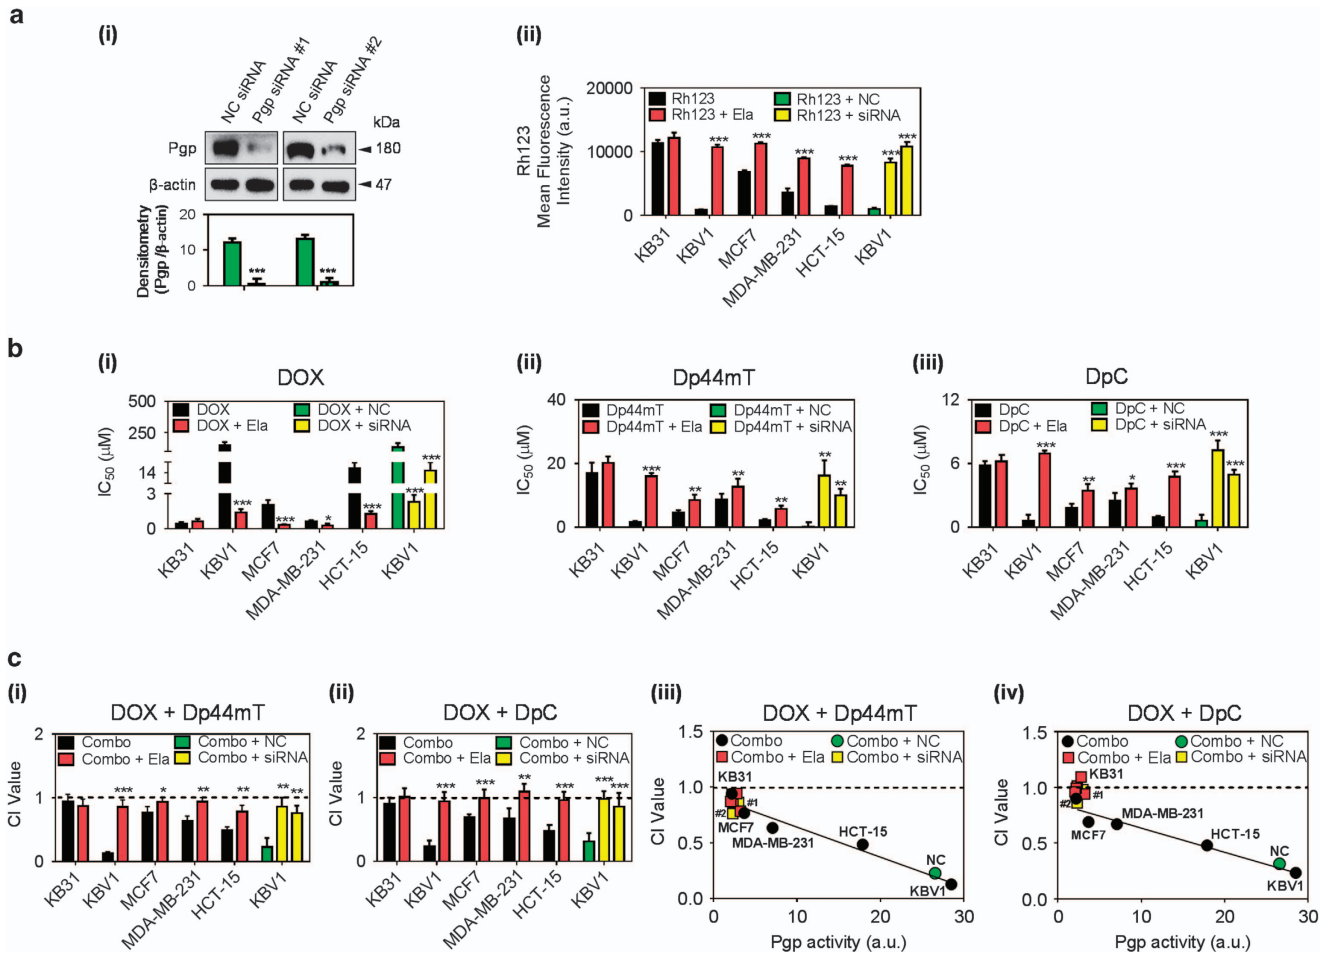 a
(i)
NC siRNA
Pgp siRNA #1
NC siRNA
Pgp siRNA #2
kDa
Pgp
180
β-actin
47
Densitometry
(Pgp /β-actin)
20
10
0
***
***
(ii)
Rh123
Mean Fluorescence
Intensity (a.u.)
20000
10000
0
Rh123
Rh123 + Ela
Rh123 + NC
Rh123 + siRNA
*** *** *** *** *** ***
KB31
KBV1
MCF7
MDA-MB-231
HCT-15
KBV1
b
(i)
DOX
IC50 (μM)
500
250
14
3
0
DOX
DOX + Ela
DOX + NC
DOX + siRNA
*** *** * *** *** ***
KB31
KBV1
MCF7
MDA-MB-231
HCT-15
KBV1
(ii)
Dp44mT
IC50 (μM)
40
20
0
Dp44mT
Dp44mT + Ela
Dp44mT + NC
Dp44mT + siRNA
*** ** ** ** ** **
KB31
KBV1
MCF7
MDA-MB-231
HCT-15
KBV1
(iii)
DpC
IC50 (μM)
12
6
0
DpC
DpC + Ela
DpC + NC
DpC + siRNA
*** ** * *** *** ***
KB31
KBV1
MCF7
MDA-MB-231
HCT-15
KBV1
c
(i)
DOX + Dp44mT
CI Value
2
1
0
Combo
Combo + Ela
Combo + NC
Combo + siRNA
*** * ** ** ** **
KB31
KBV1
MCF7
MDA-MB-231
HCT-15
KBV1
(ii)
DOX + DpC
CI Value
2
1
0
Combo
Combo + Ela
Combo + NC
Combo + siRNA
*** *** ** *** *** ***
KB31
KBV1
MCF7
MDA-MB-231
HCT-15
KBV1
(iii)
DOX + Dp44mT
CI Value
1.5
1.0
0.5
0.0
Combo
Combo + Ela
Combo + NC
Combo + siRNA
KB31
#1
#2
MCF7
MDA-MB-231
HCT-15
NC
KBV1
0 10 20 30
Pgp activity (a.u.)
(iv)
DOX + DpC
CI Value
1.5
1.0
0.5
0.0
Combo
Combo + Ela
Combo + NC
Combo + siRNA
KB31
#1
#2
MCF7
MDA-MB-231
HCT-15
NC
KBV1
0 10 20 30
Pgp activity (a.u.)